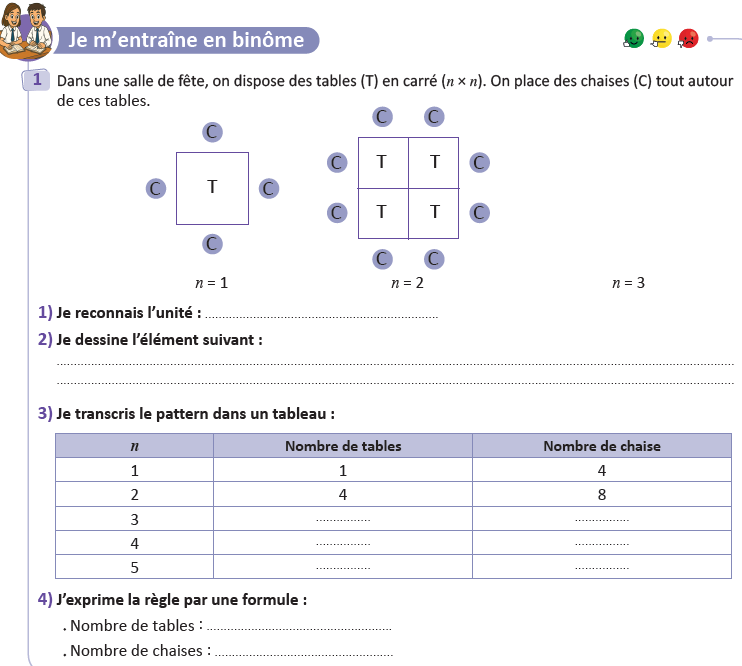 Je m'entraîne en binôme
1 Dans une salle de fête, on dispose des tables (T) en carré (n × n). On place des chaises (C) tout autour
de ces tables.
C C C
C T C C T T C
C T T C
C C C
n = 1 n = 2 n = 3
1) Je reconnais l'unité : ....................................................................
2) Je dessine l'élément suivant :
....................................................................
....................................................................
3) Je transcris le pattern dans un tableau :
n Nombre de tables Nombre de chaise
1 1 4
2 4 8
3 ................ ................
4 ................ ................
5 ................ ................
4) J'exprime la règle par une formule :
. Nombre de tables : ......................................................
. Nombre de chaises : ....................................................